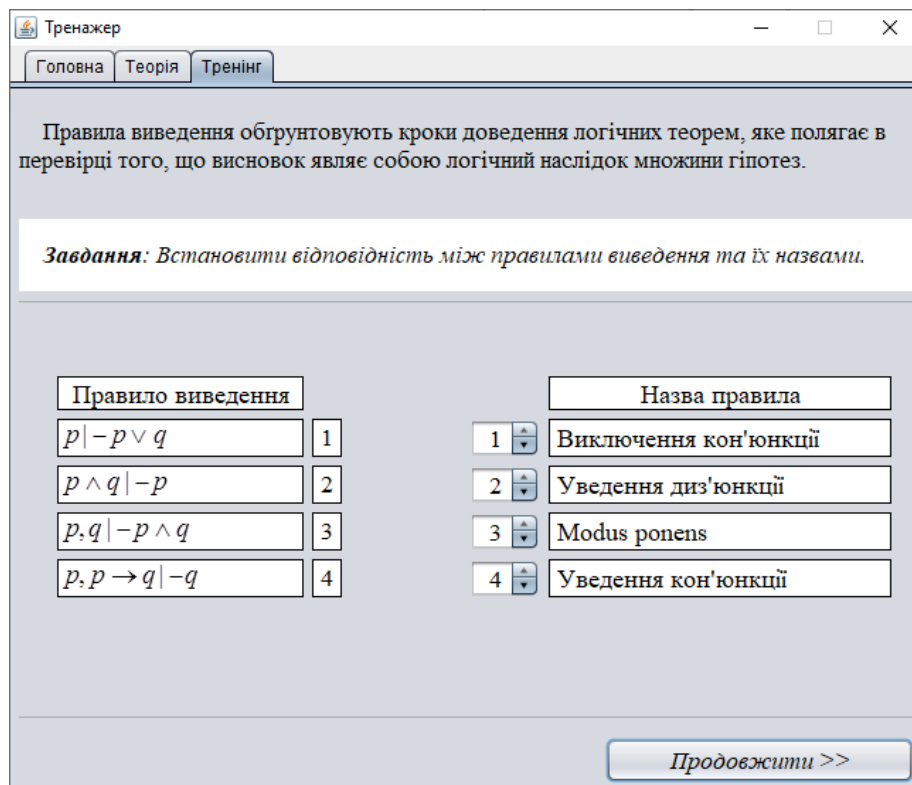 Тренажер
Головна Теорія Тренінг
Правила виведення обґрунтовують кроки доведення логічних теорем, яке полягає в
перевірці того, що висновок являє собою логічний наслідок множини гіпотез.
Завдання: Встановити відповідність між правилами виведення та їх назвами.
Правило виведення Назва правила
p|−p∨q 1 1 Виключення кон'юнкції
p∧q|−p 2 2 Уведення диз'юнкції
p,q|−p∧q 3 3 Modus ponens
p, p→q|−q 4 4 Уведення кон'юнкції
Продовжити >>